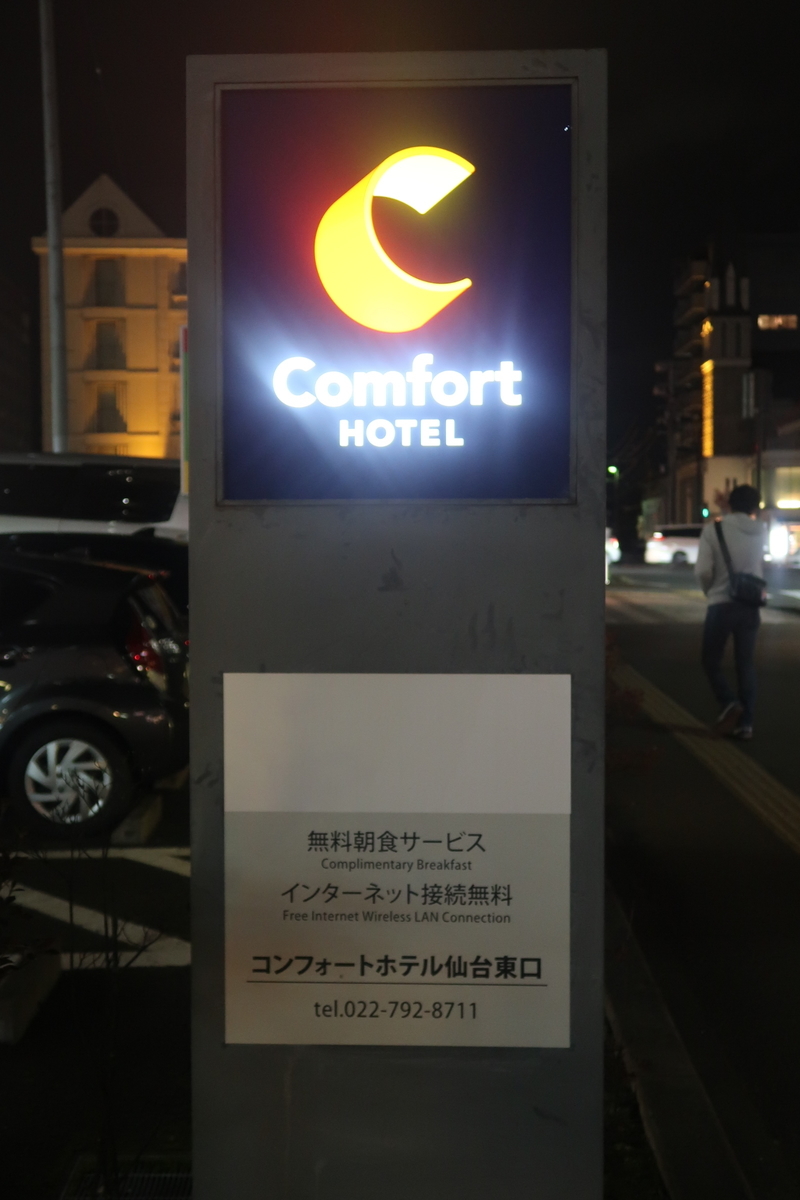 Comfort
HOTEL
無料朝食サービス
Complimentary Breakfast
インターネット接続無料
Free Internet Wireless LAN Connection
コンフォートホテル仙台東口
tel.022-792-8711